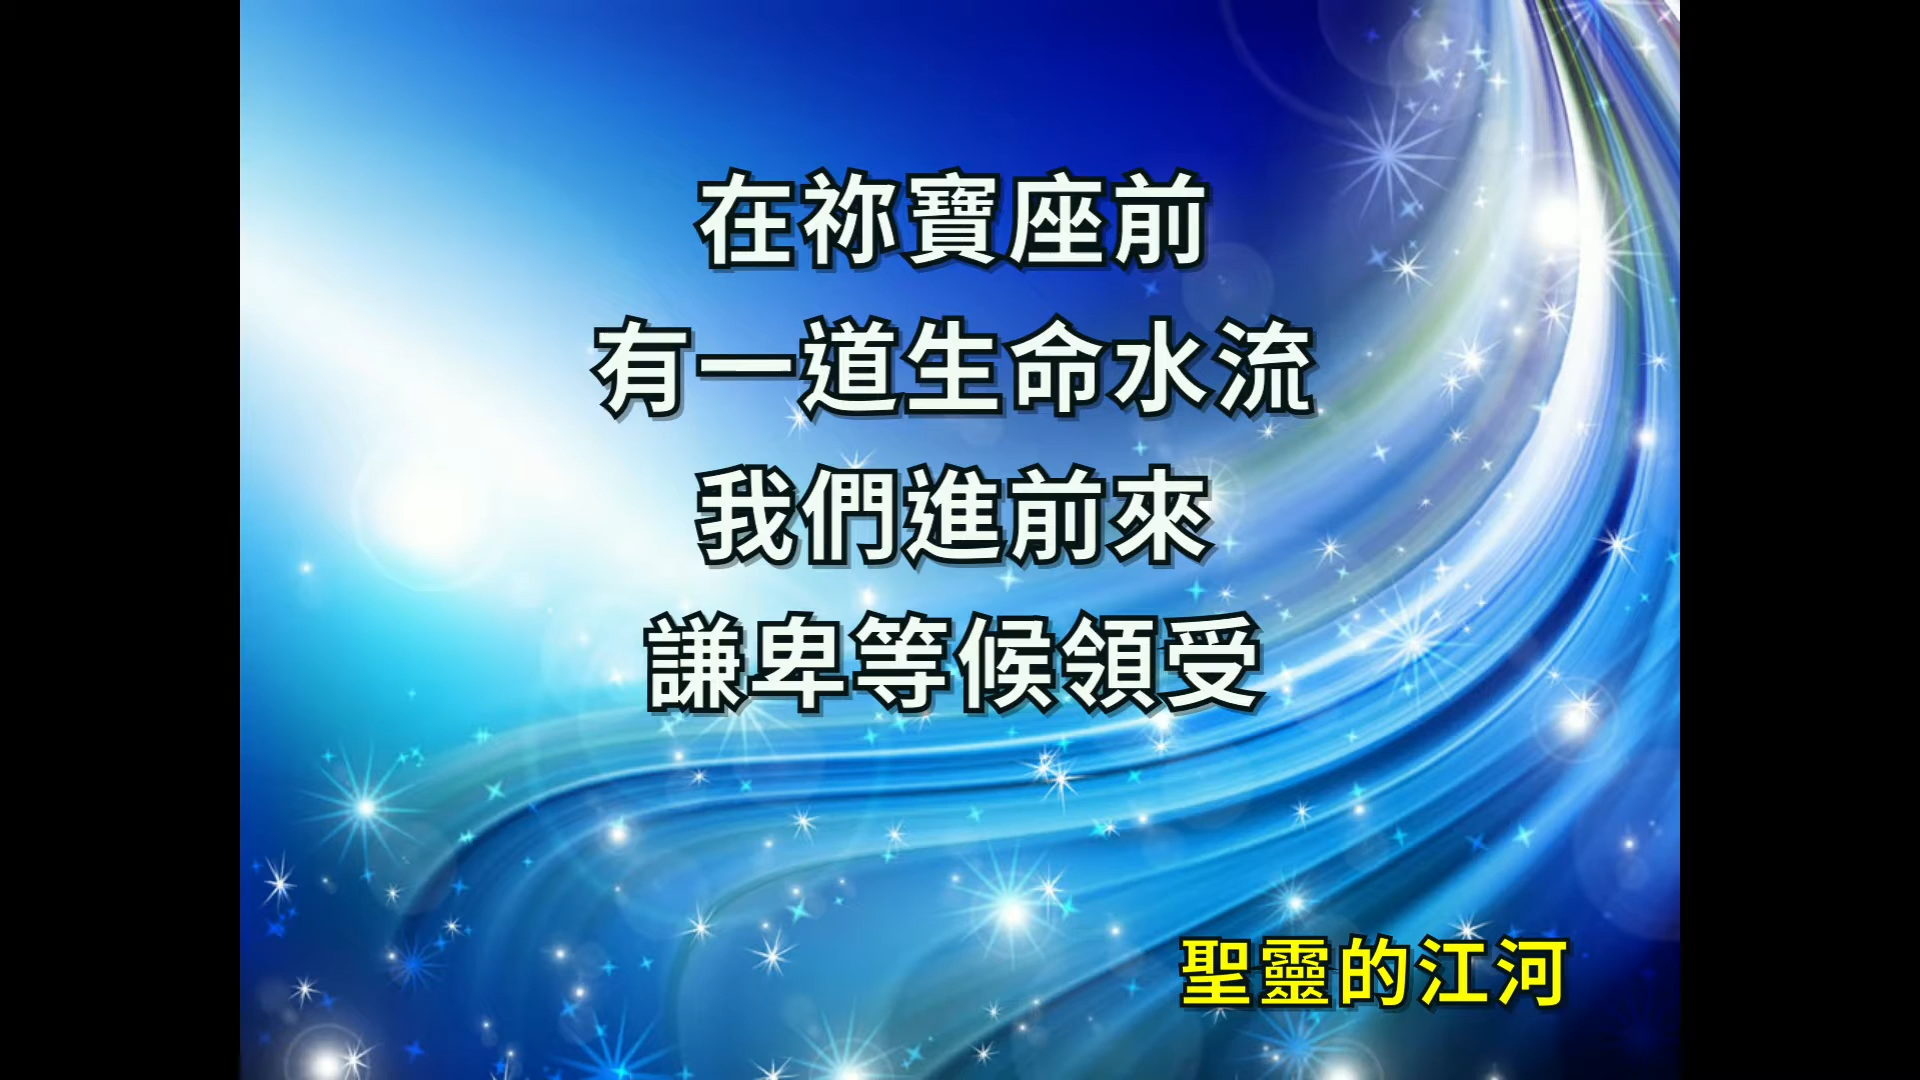 在祢寶座前
有一道生命水流
我們進前來
謙卑等候領受
聖靈的江河